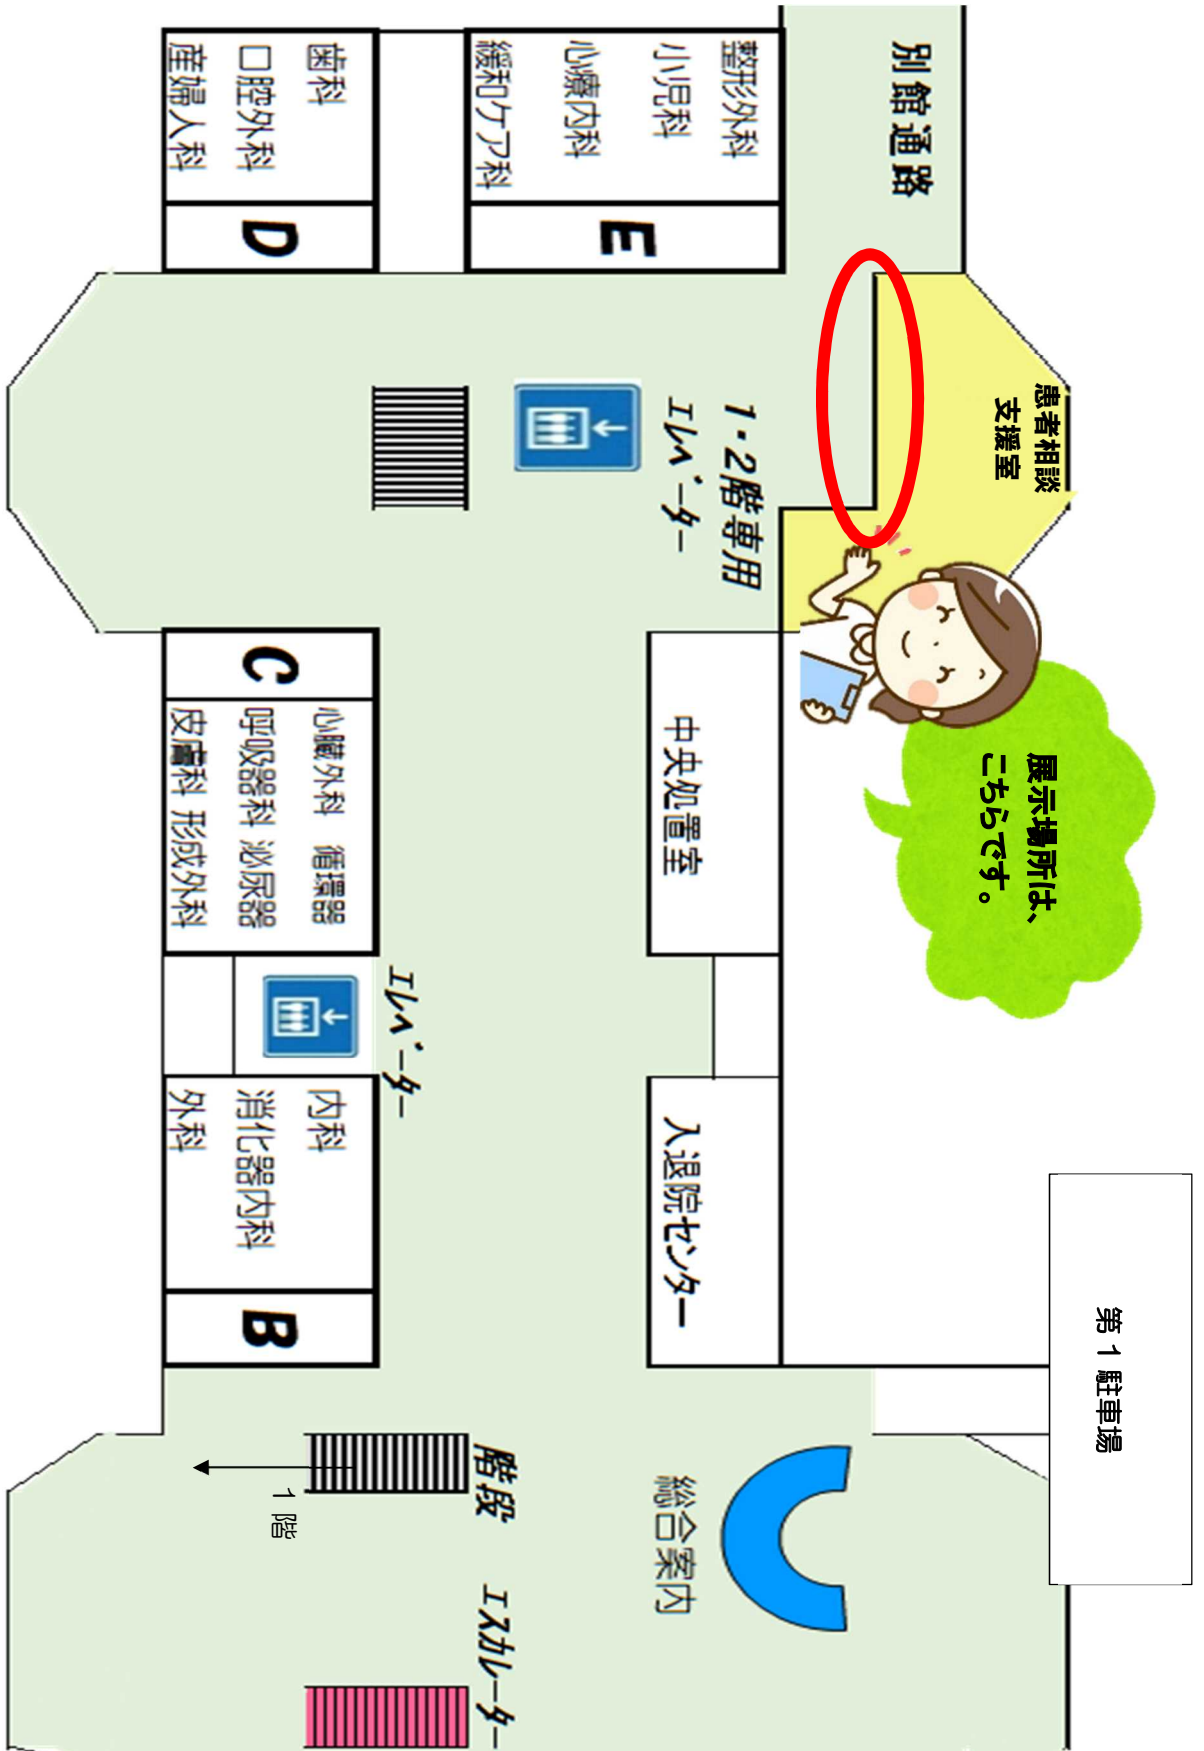 第1駐車場
患者相談
支援室
展示場所は、
こちらです。
別館通路
整形外科
小児科
心療内科
緩和ケア科
E
1・2階専用
エレベーター
中央処置室
入退院センター
総合案内
歯科
口腔外科
産婦人科
D
C
心臓外科 循環器
呼吸器科 泌尿器
皮膚科 形成外科
エレベーター
内科
消化器内科
外科
B
階段
1階
エスカレーター